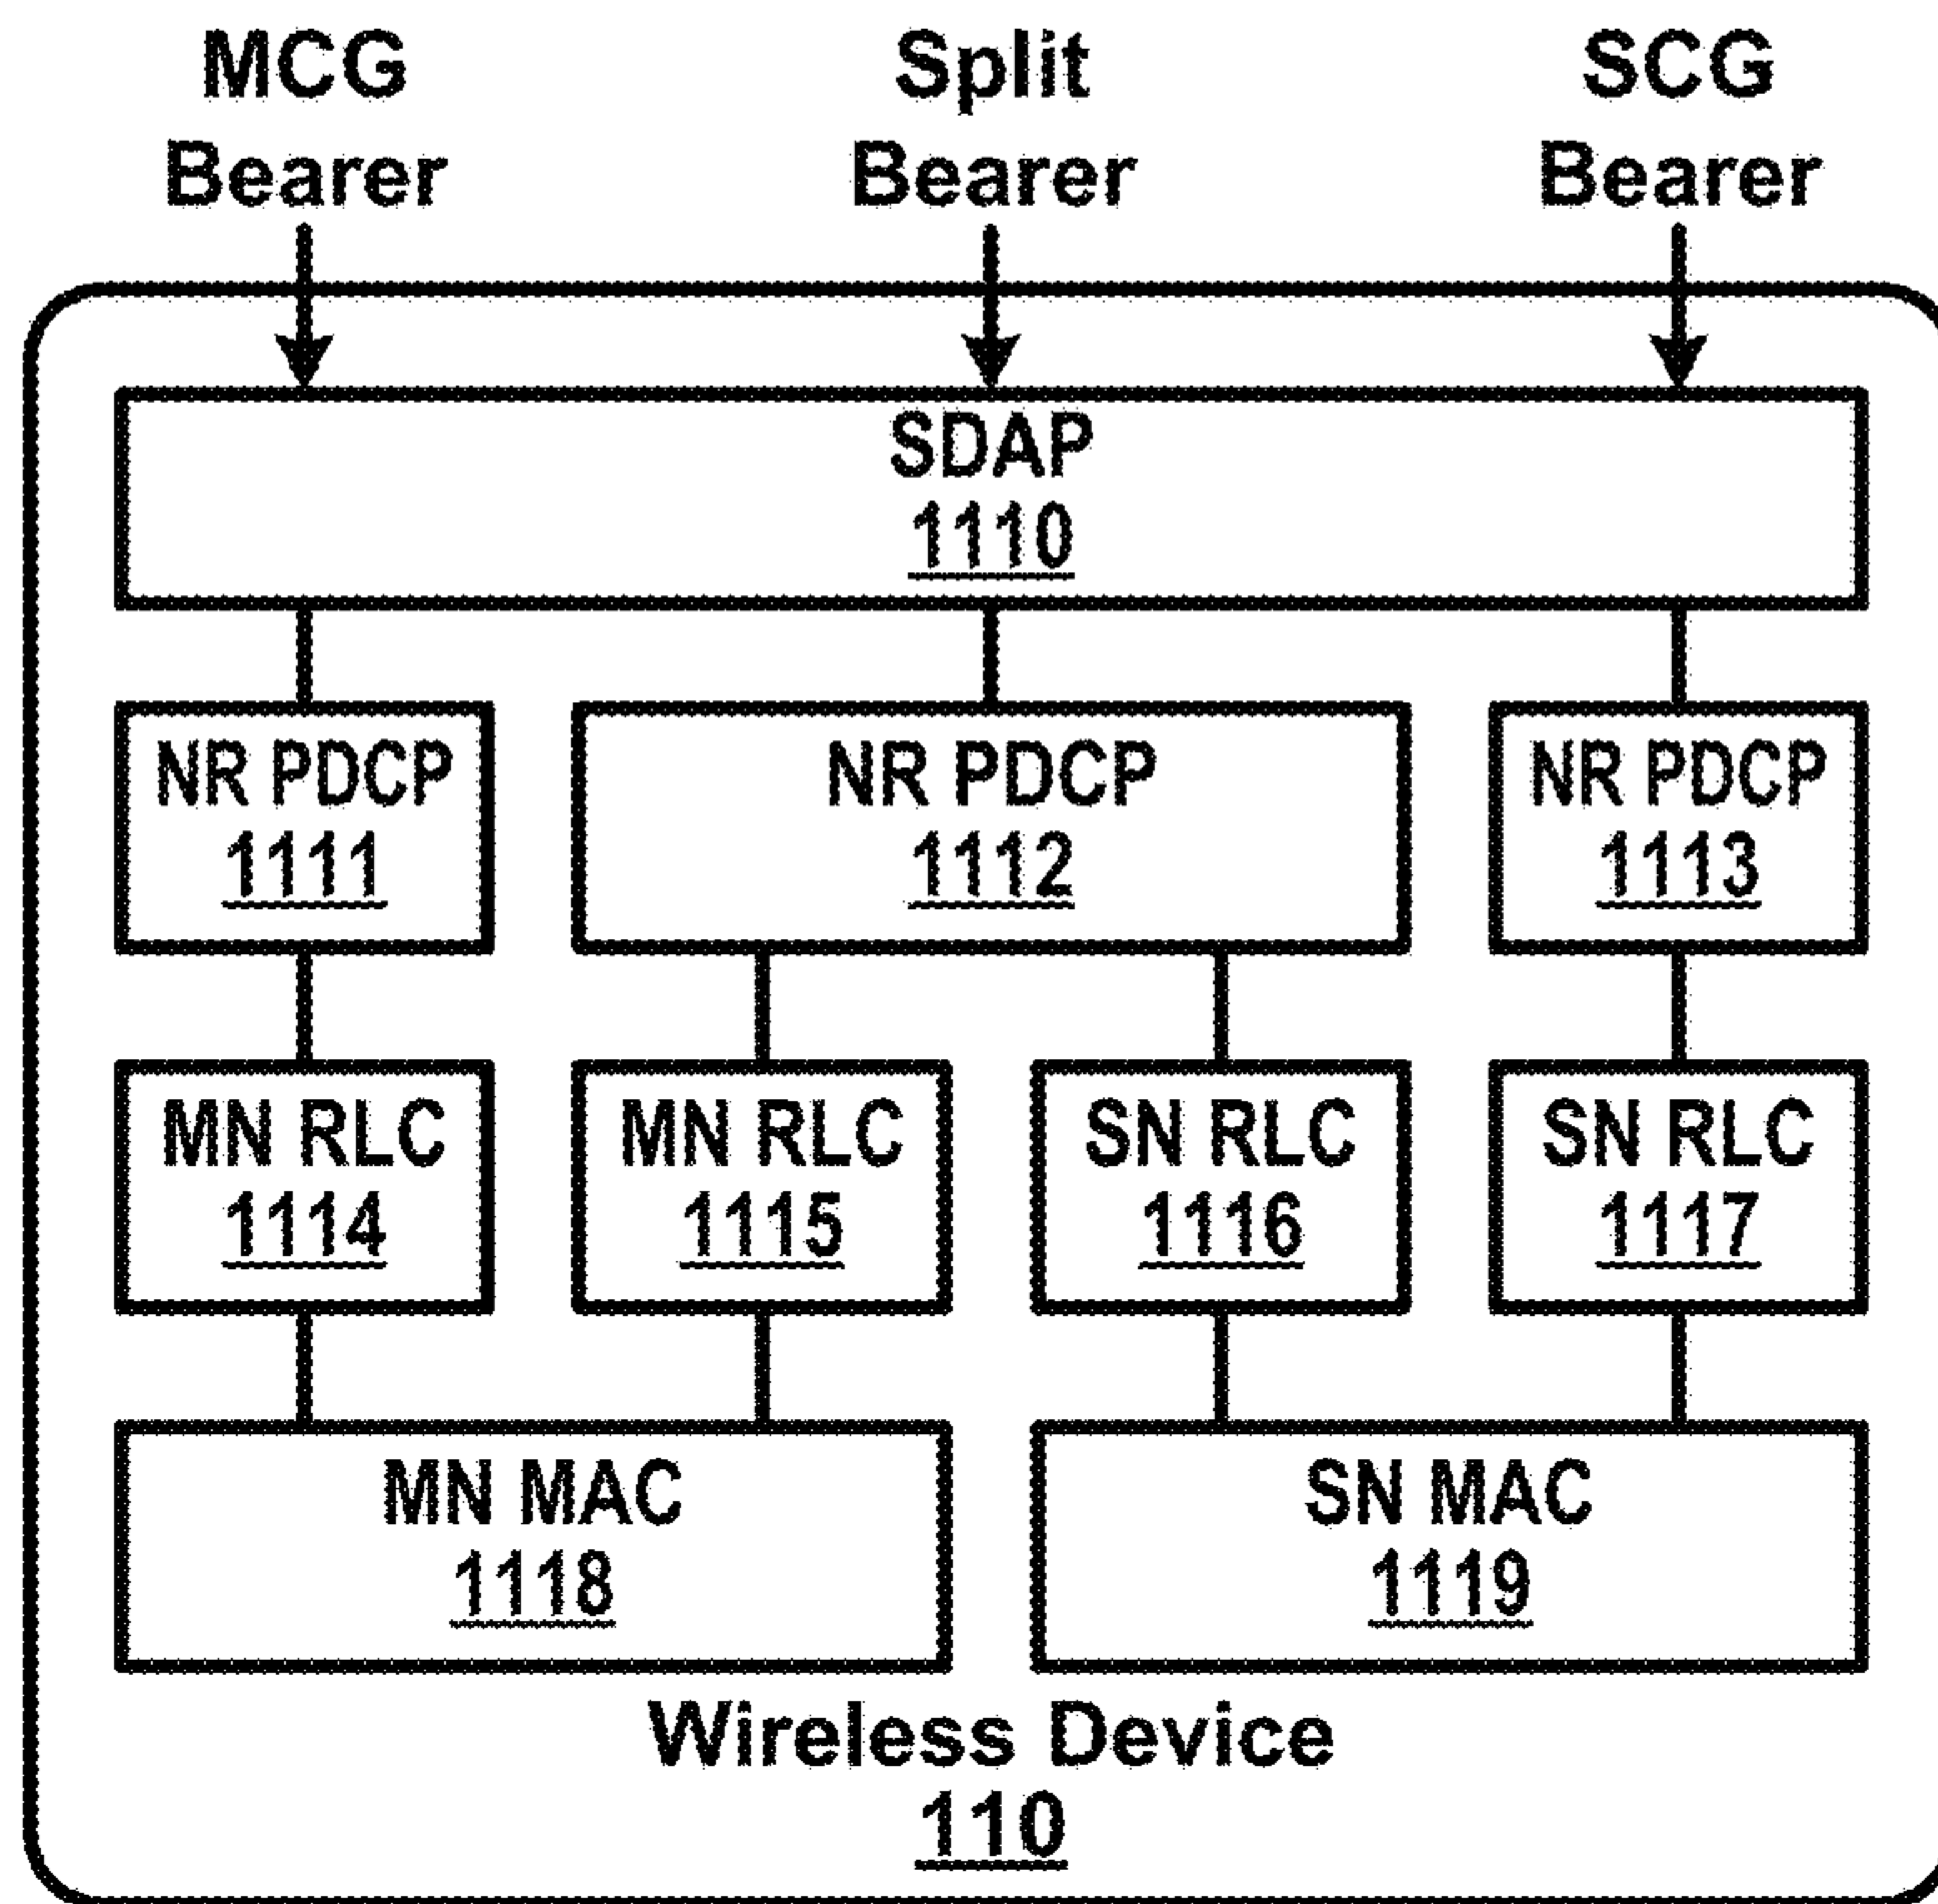 MCG
Bearer
Split
Bearer
SCG
Bearer
SDAP
1110
NR PDCP
1111
NR PDCP
1112
NR PDCP
1113
MN RLC
1114
MN RLC
1115
SN RLC
1116
SN RLC
1117
MN MAC
1118
SN MAC
1119
Wireless Device
110